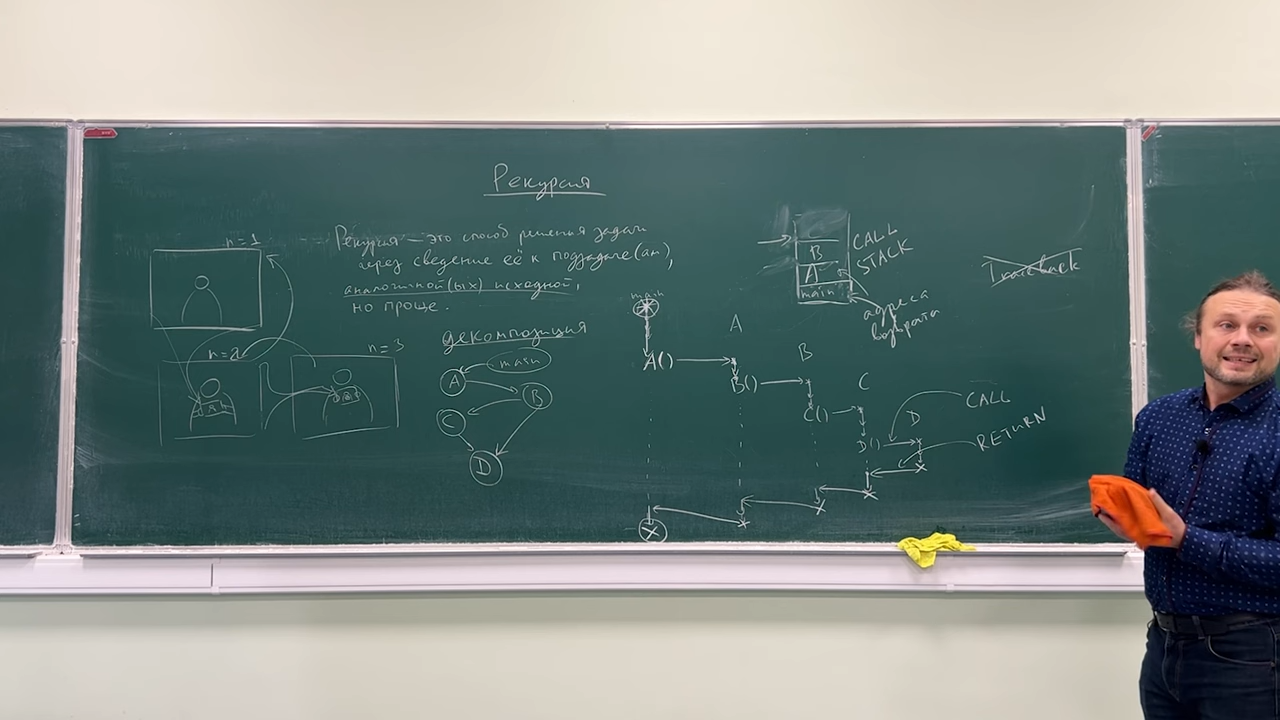 Рекурсия
Рекурсия — это способ решения задачи
через сведение её к подзадаче(ам),
аналогичной(ых) исходной,
но проще.
n=1
n=2
n=3
A
B
декомпозиция
main
A
B
C
D
main
A()
A
B()
B
C()
C
D()
D
CALL
RETURN
B
A
main
CALL
STACK
адреса
возврата
Traceback